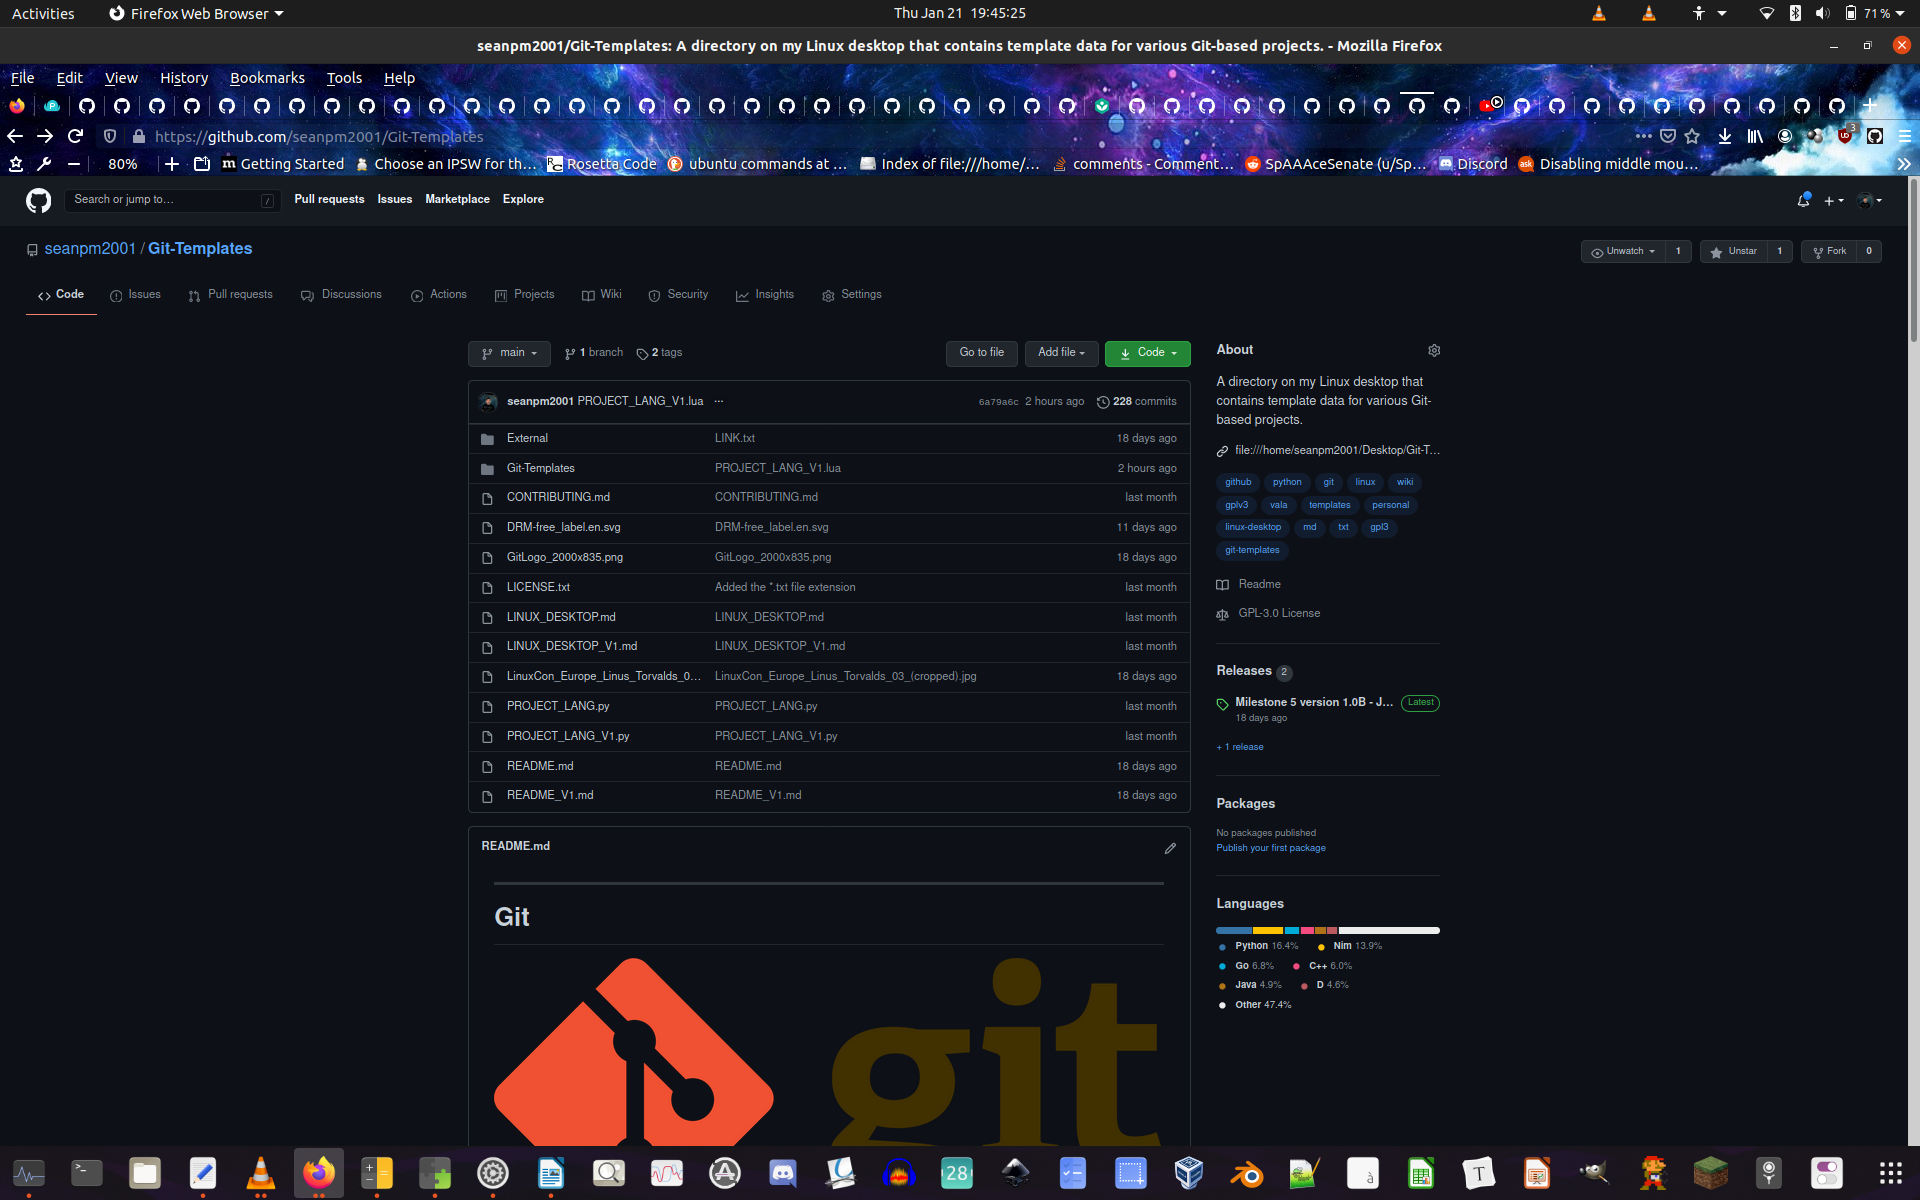 Activities Firefox Web Browser Thu Jan 21 19:45:25 71 %
seanpm2001/Git-Templates: A directory on my Linux desktop that contains template data for various Git-based projects. - Mozilla Firefox
File Edit View History Bookmarks Tools Help
https://github.com/seanpm2001/Git-Templates
80% Getting Started Choose an IPSW for th… Rosetta Code ubuntu commands at … Index of file:///home/… comments - Comment… SpAAAceSenate (u/Sp… Discord Disabling middle mou…
Search or jump to… / Pull requests Issues Marketplace Explore
seanpm2001 / Git-Templates
Unwatch 1 Unstar 1 Fork 0
Code Issues Pull requests Discussions Actions Projects Wiki Security Insights Settings
main 1 branch 2 tags Go to file Add file Code
seanpm2001 PROJECT_LANG_V1.lua ... 6a79a6c 2 hours ago 228 commits
External LINK.txt 18 days ago
Git-Templates PROJECT_LANG_V1.lua 2 hours ago
CONTRIBUTING.md CONTRIBUTING.md last month
DRM-free_label.en.svg DRM-free_label.en.svg 11 days ago
GitLogo_2000x835.png GitLogo_2000x835.png 18 days ago
LICENSE.txt Added the *.txt file extension last month
LINUX_DESKTOP.md LINUX_DESKTOP.md last month
LINUX_DESKTOP_V1.md LINUX_DESKTOP_V1.md last month
LinuxCon_Europe_Linus_Torvalds_0… LinuxCon_Europe_Linus_Torvalds_03_(cropped).jpg 18 days ago
PROJECT_LANG.py PROJECT_LANG.py last month
PROJECT_LANG_V1.py PROJECT_LANG_V1.py last month
README.md README.md 18 days ago
README_V1.md README_V1.md 18 days ago
README.md
Git
git
About
A directory on my Linux desktop that
contains template data for various Git-
based projects.
file:///home/seanpm2001/Desktop/Git-T…
github python git linux wiki
gplv3 vala templates personal
linux-desktop md txt gpl3
git-templates
Readme
GPL-3.0 License
Releases 2
Milestone 5 version 1.0B - J… Latest
18 days ago
+ 1 release
Packages
No packages published
Publish your first package
Languages
Python 16.4% Nim 13.9%
Go 6.8% C++ 6.0%
Java 4.9% D 4.6%
Other 47.4%
28